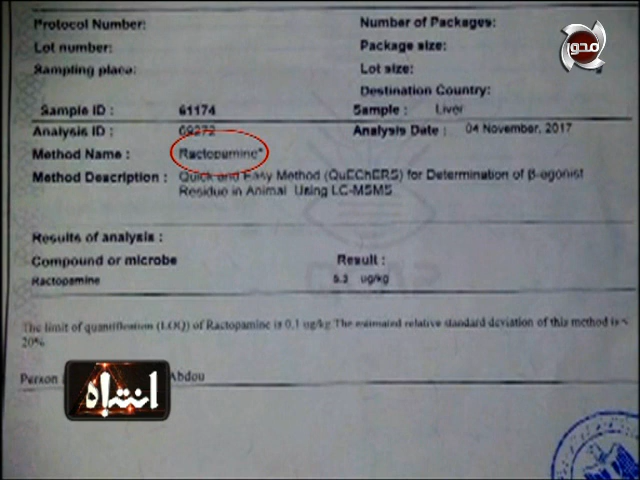 Protocol Number:
Number of Packages:
Lot number:
Package size:
Sampling place:
Lot size:
Destination Country:
Sample ID : 61174
Sample : Liver
Analysis ID : 09272
Analysis Date : 04 November, 2017
Method Name : Ractopamine*
Method Description : Quick and Easy Method (QuEChERS) for Determination of β-agonist
Residue in Animal Using LC-MSMS
Results of analysis :
Compound or microbe
Result :
Ractopamine
5.3 ug/kg
The limit of quantification (LOQ) of Ractopamine is 0.1 ug/kg.The estimated relative standard deviation of this method is <
20%.
Person
Abdou
انتباه
محور